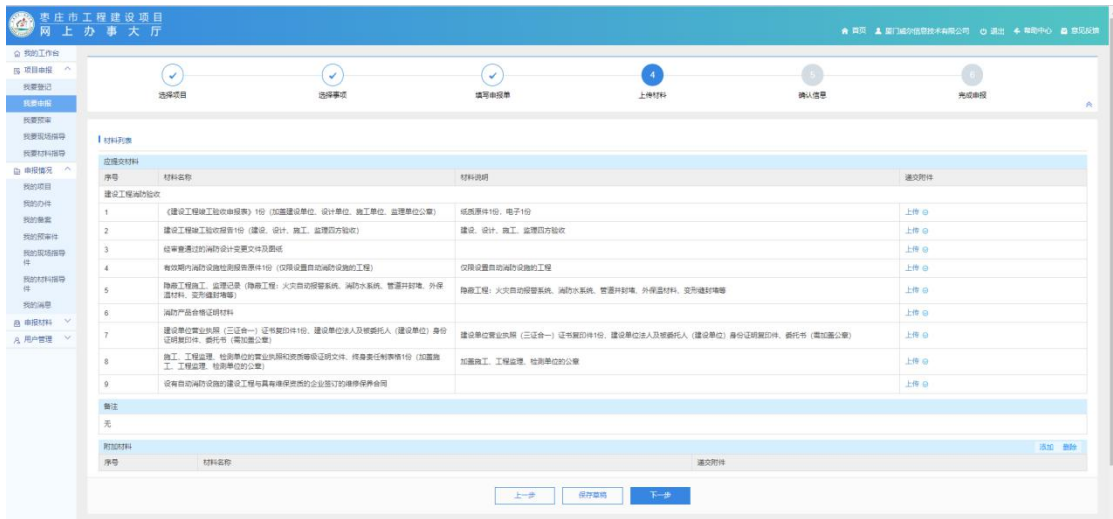 枣庄市工程建设项目
网上办事大厅
首页 厦门威尔信息技术有限公司 退出 帮助中心 意见反馈
我的工作台
项目申报
我要登记
我要申报
我要预审
我要现场指导
我要材料指导
申报情况
我的项目
我的办件
我的备案
我的预审件
我的现场指导件
我的材料指导件
我的消息
申报材料
用户管理
选择项目 选择事项 填写申报单 4 上传材料 5 确认信息 6 完成申报
材料列表
应提交材料
序号 材料名称 材料说明 递交附件
建设工程消防验收
1 《建设工程竣工验收申报表》1份（加盖建设单位、设计单位、施工单位、监理单位公章） 纸质原件1份，电子1份 上传
2 建设工程竣工验收报告1份（建设、设计、施工、监理四方验收） 建设、设计、施工、监理四方验收 上传
3 经审查通过的消防设计变更文件及图纸 上传
4 有效期内消防设施检测报告原件1份（仅限设置自动消防设施的工程） 仅限设置自动消防设施的工程 上传
5 隐蔽工程施工、监理记录（隐蔽工程：火灾自动报警系统、消防水系统、管道井封堵、外保温材料、变形缝封堵等） 隐蔽工程：火灾自动报警系统、消防水系统、管道井封堵、外保温材料、变形缝封堵等 上传
6 消防产品合格证明材料 上传
7 建设单位营业执照（三证合一）证书复印件1份、建设单位法人及被委托人（建设单位）身份证明复印件、委托书（需加盖公章） 建设单位营业执照（三证合一）证书复印件1份、建设单位法人及被委托人（建设单位）身份证明复印件、委托书（需加盖公章） 上传
8 施工、工程监理、检测单位的营业执照和资质等级证明文件、终身责任制表格1份（加盖施工、工程监理、检测单位的公章） 加盖施工、工程监理、检测单位的公章 上传
9 设有自动消防设施的建设工程与具有维保资质的企业签订的维修保养合同 上传
备注
无
附加材料 添加 删除
序号 材料名称 递交附件
上一步 保存草稿 下一步